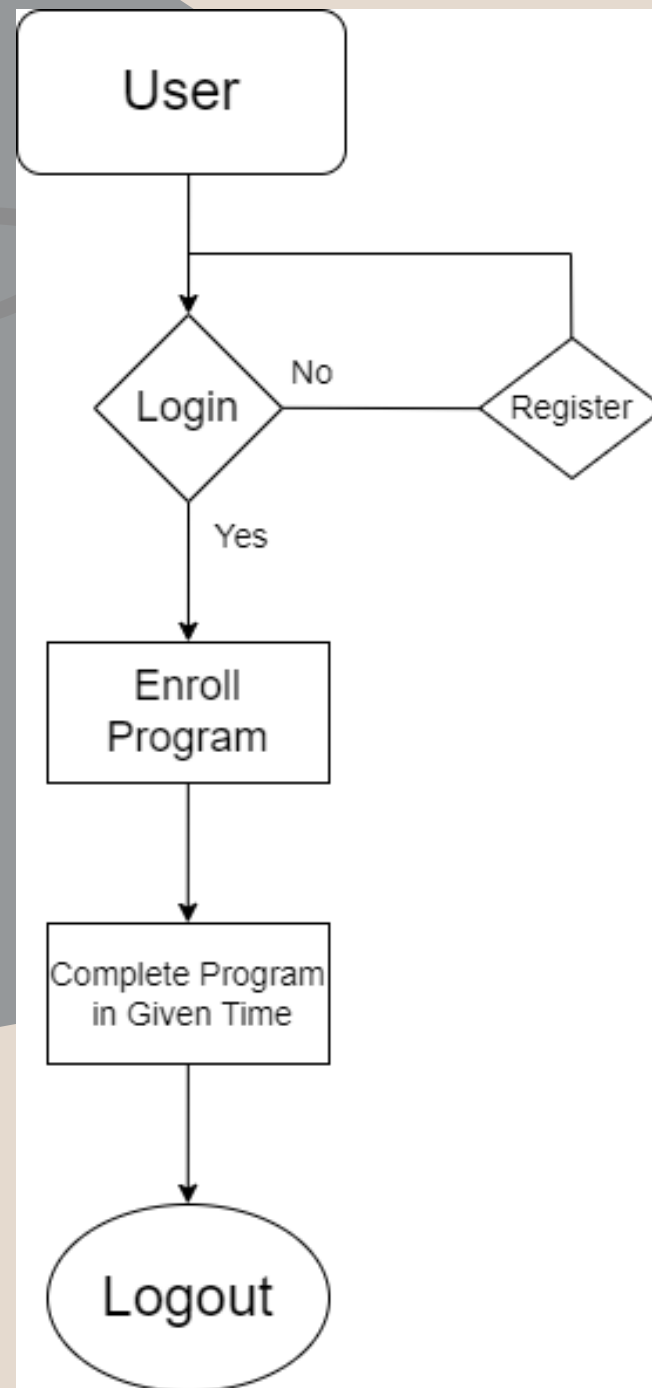 User
No
Login
Register
Yes
Enroll
Program
Complete Program
in Given Time
Logout